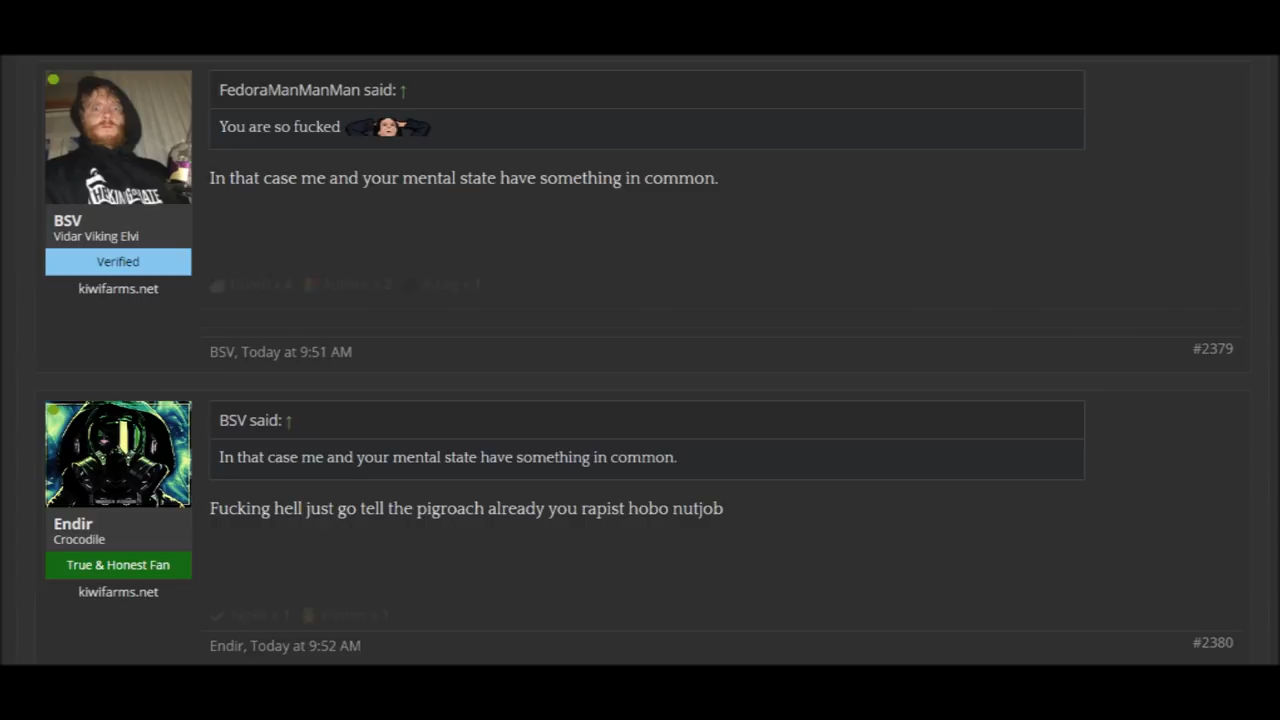 FedoraManManMan said: ↑
You are so fucked
In that case me and your mental state have something in common.
BSV
Vidar Viking Elvi
Verified
kiwifarms.net
BSV, Today at 9:51 AM
#2379
BSV said: ↑
In that case me and your mental state have something in common.
Fucking hell just go tell the pigroach already you rapist hobo nutjob
Endir
Crocodile
True & Honest Fan
kiwifarms.net
Endir, Today at 9:52 AM
#2380